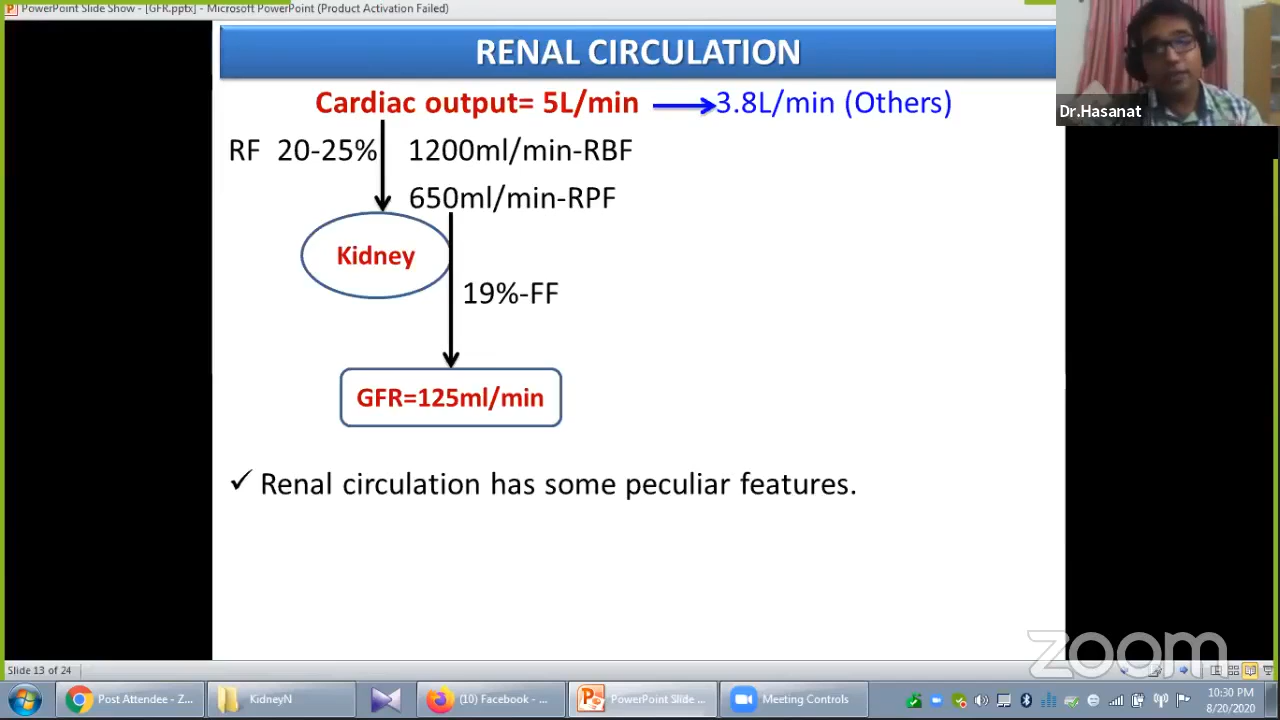 PowerPoint Slide Show - [GFR.pptx] - Microsoft PowerPoint (Product Activation Failed)
RENAL CIRCULATION
Cardiac output= 5L/min
3.8L/min (Others)
RF 20-25%
1200ml/min-RBF
650ml/min-RPF
Kidney
19%-FF
GFR=125ml/min
✓ Renal circulation has some peculiar features.
Dr.Hasanat
zoom
Slide 13 of 24
Post Attendee - Z...
KidneyN
(10) Facebook - ...
PowerPoint Slide ...
Meeting Controls
10:30 PM
8/20/2020